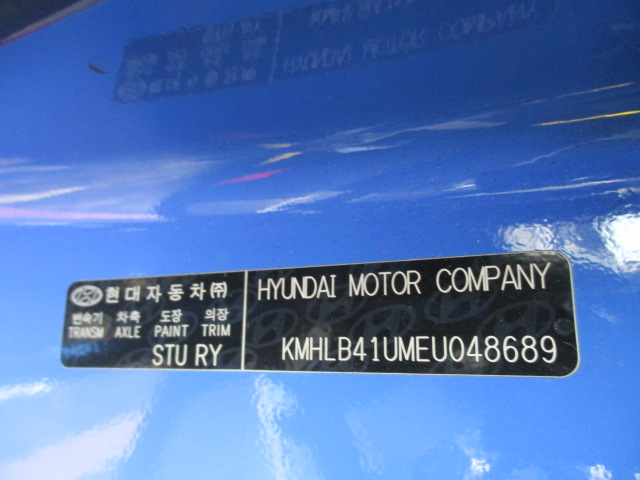 현대자동차㈜
변속기 차축 도장 의장
TRANSM AXLE PAINT TRIM
STU RY
HYUNDAI MOTOR COMPANY
KMHLB41UMEU048689